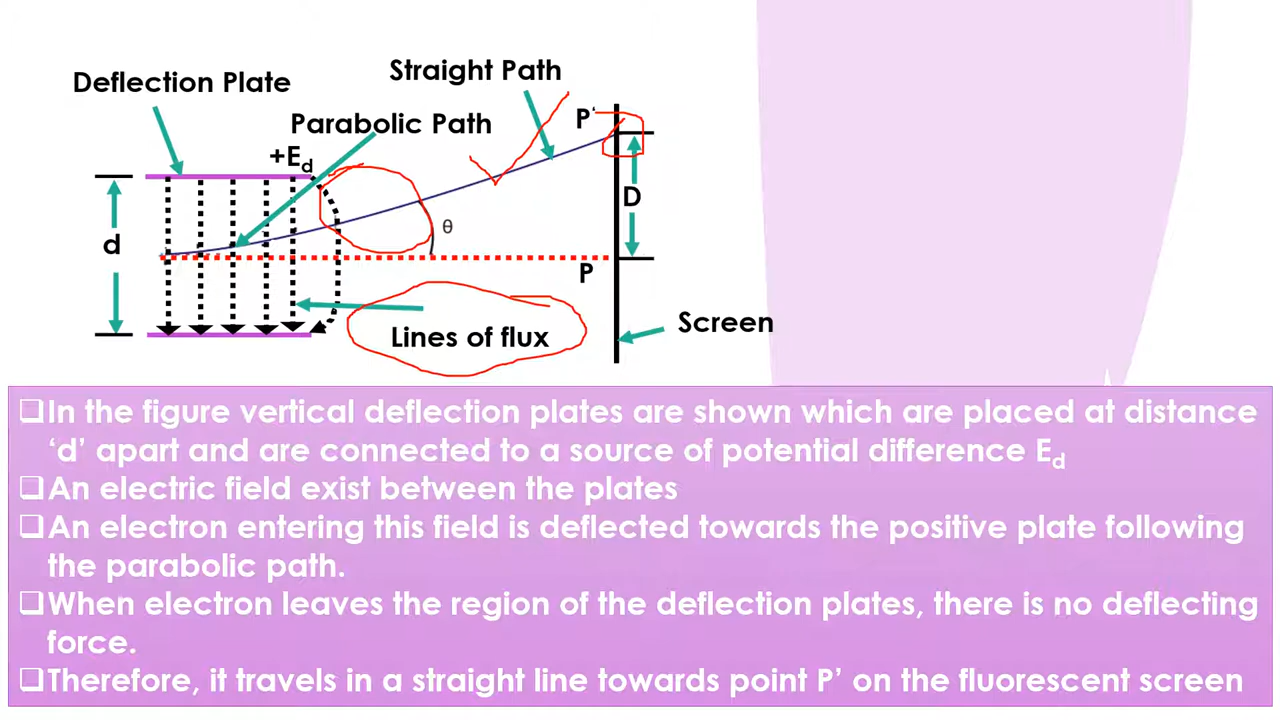 Straight Path
Deflection Plate
Parabolic Path
P‘
+Ed
D
θ
d
P
Lines of flux
Screen
❑In the figure vertical deflection plates are shown which are placed at distance
‘d’ apart and are connected to a source of potential difference Ed
❑An electric field exist between the plates
❑An electron entering this field is deflected towards the positive plate following
the parabolic path.
❑When electron leaves the region of the deflection plates, there is no deflecting
force.
❑Therefore, it travels in a straight line towards point P’ on the fluorescent screen